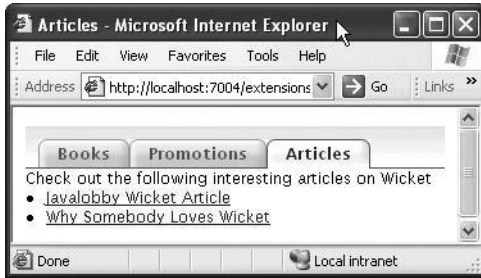 Articles - Microsoft Internet Explorer
File Edit View Favorites Tools Help
Address http://localhost:7004/extensions Go Links »
Books Promotions Articles
Check out the following interesting articles on Wicket
• Javalobby Wicket Article
• Why Somebody Loves Wicket
Done Local intranet